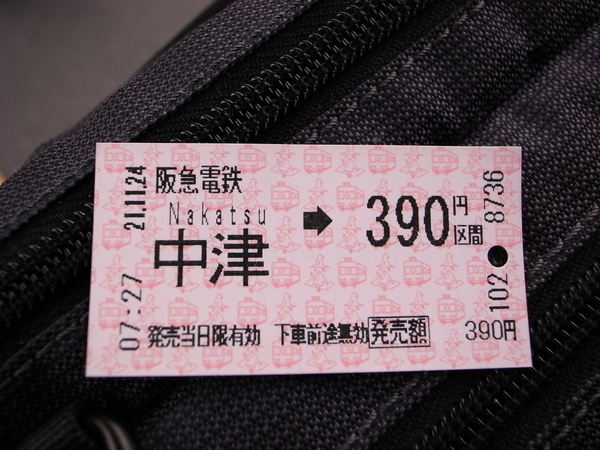 21.11.24
07:27
阪急電鉄
Nakatsu
中津 ➡ 390円区間
発売当日限有効 下車前途無効 発売額 390円
8736
102